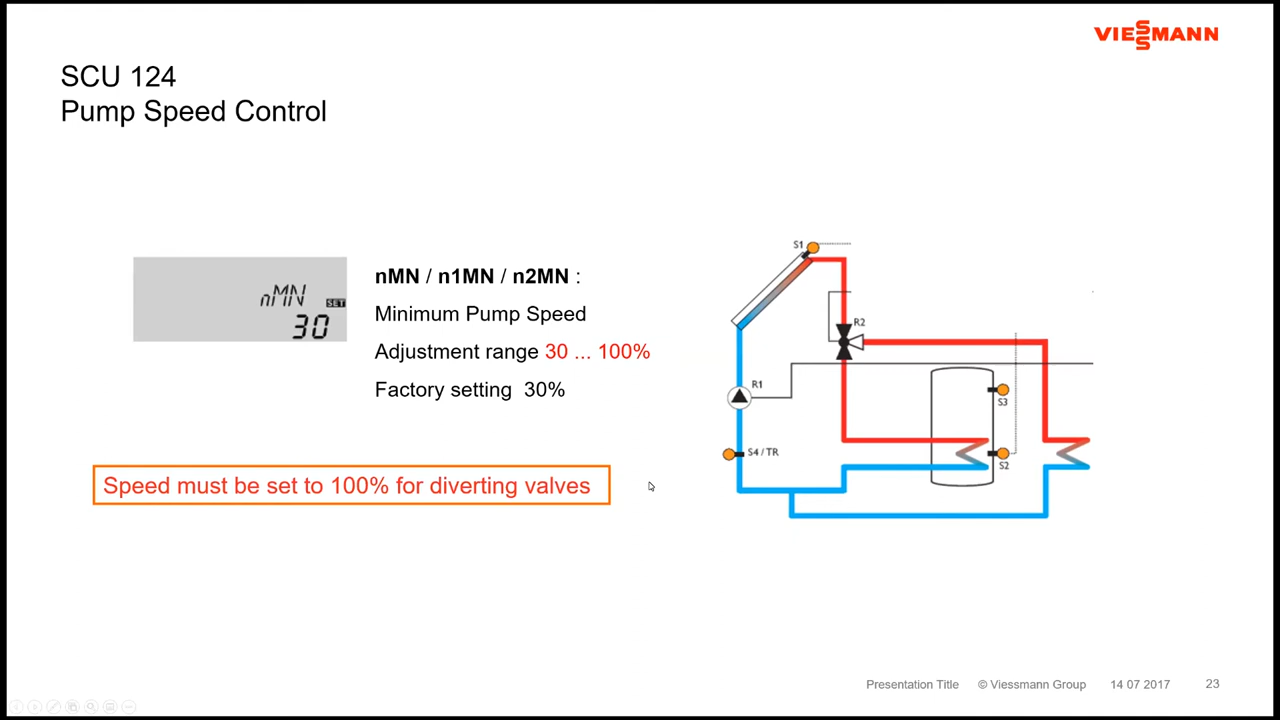 VIESSMANN
SCU 124
Pump Speed Control
nMN
SET
30
nMN / n1MN / n2MN :
Minimum Pump Speed
Adjustment range 30 ... 100%
Factory setting 30%
Speed must be set to 100% for diverting valves
S1
R2
R1
S3
S4 / TR
S2
Presentation Title © Viessmann Group 14 07 2017 23